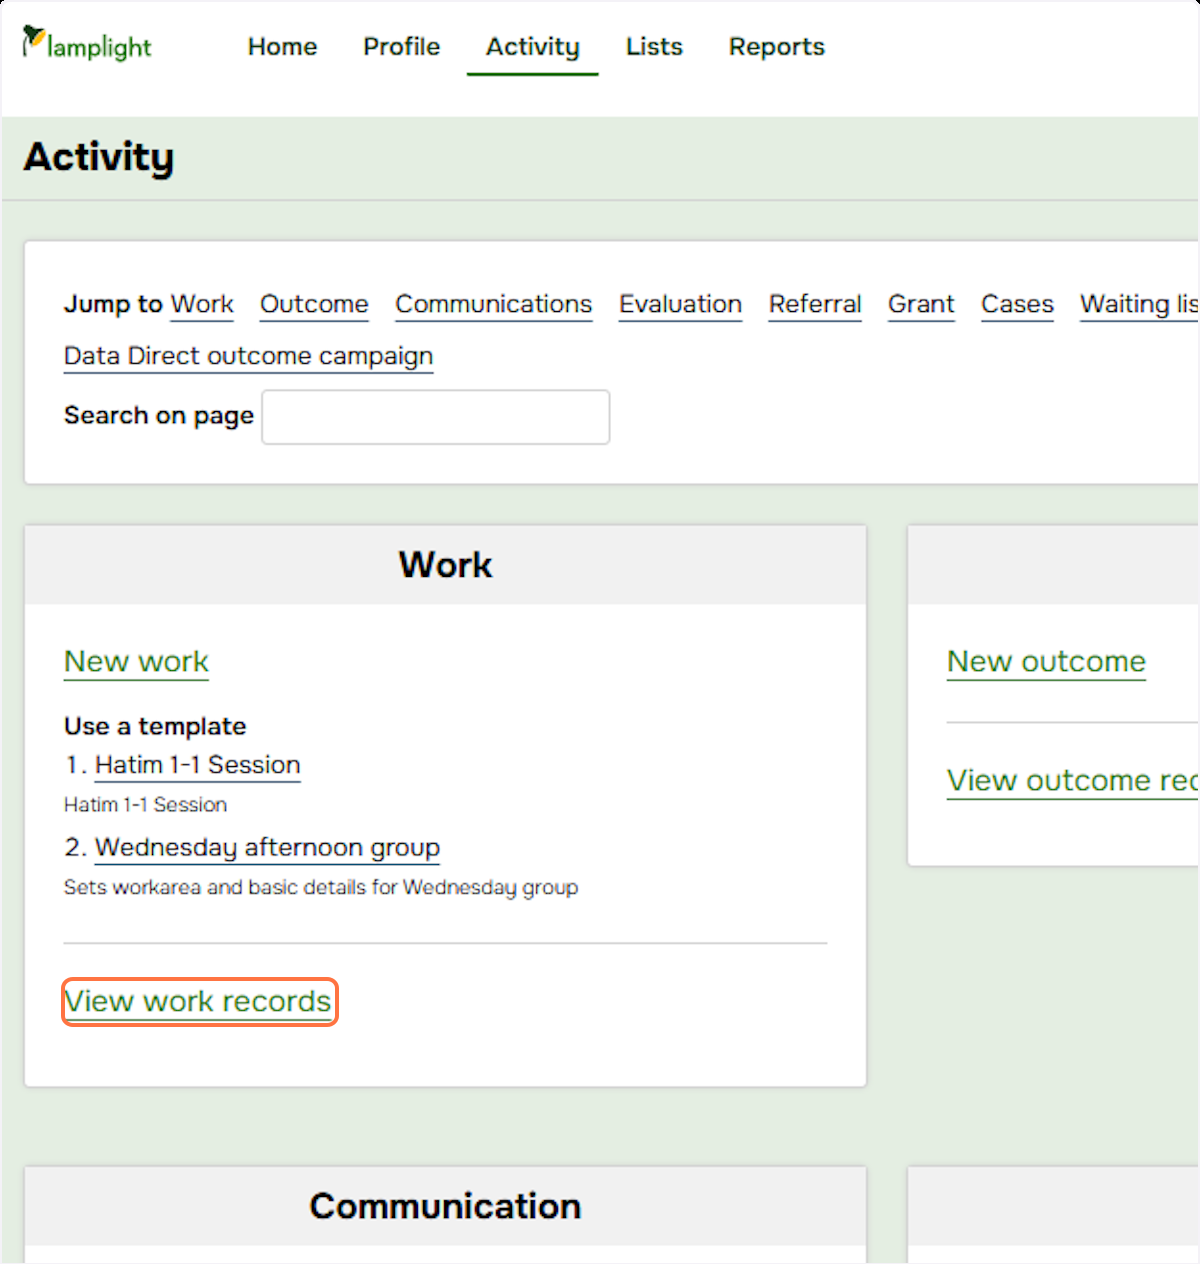 lamplight Home Profile Activity Lists Reports
Activity
Jump to Work Outcome Communications Evaluation Referral Grant Cases Waiting lis
Data Direct outcome campaign
Search on page
Work
New work
New outcome
Use a template
1. Hatim 1-1 Session
Hatim 1-1 Session
View outcome rec
2. Wednesday afternoon group
Sets workarea and basic details for Wednesday group
View work records
Communication